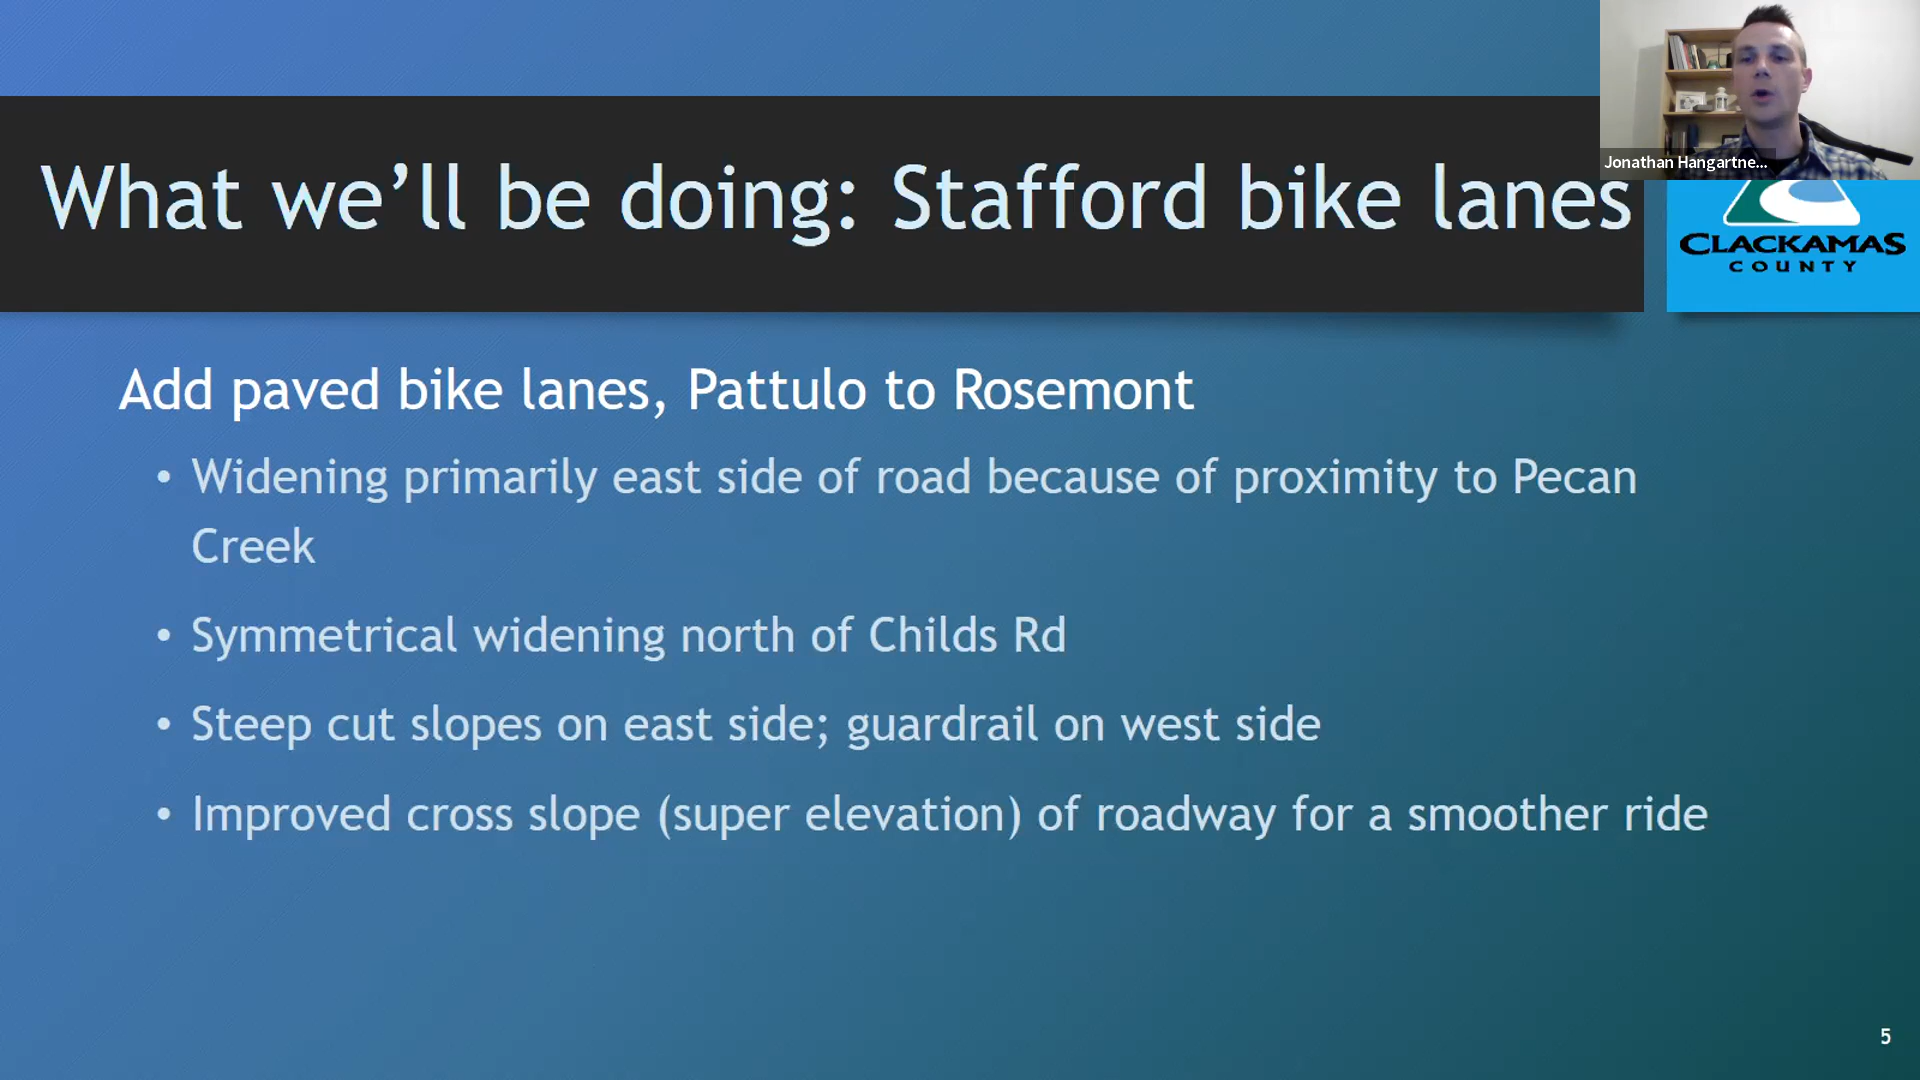 Jonathan Hangartne...
What we’ll be doing: Stafford bike lanes
CLACKAMAS
COUNTY
Add paved bike lanes, Pattulo to Rosemont
• Widening primarily east side of road because of proximity to Pecan
Creek
• Symmetrical widening north of Childs Rd
• Steep cut slopes on east side; guardrail on west side
• Improved cross slope (super elevation) of roadway for a smoother ride
5